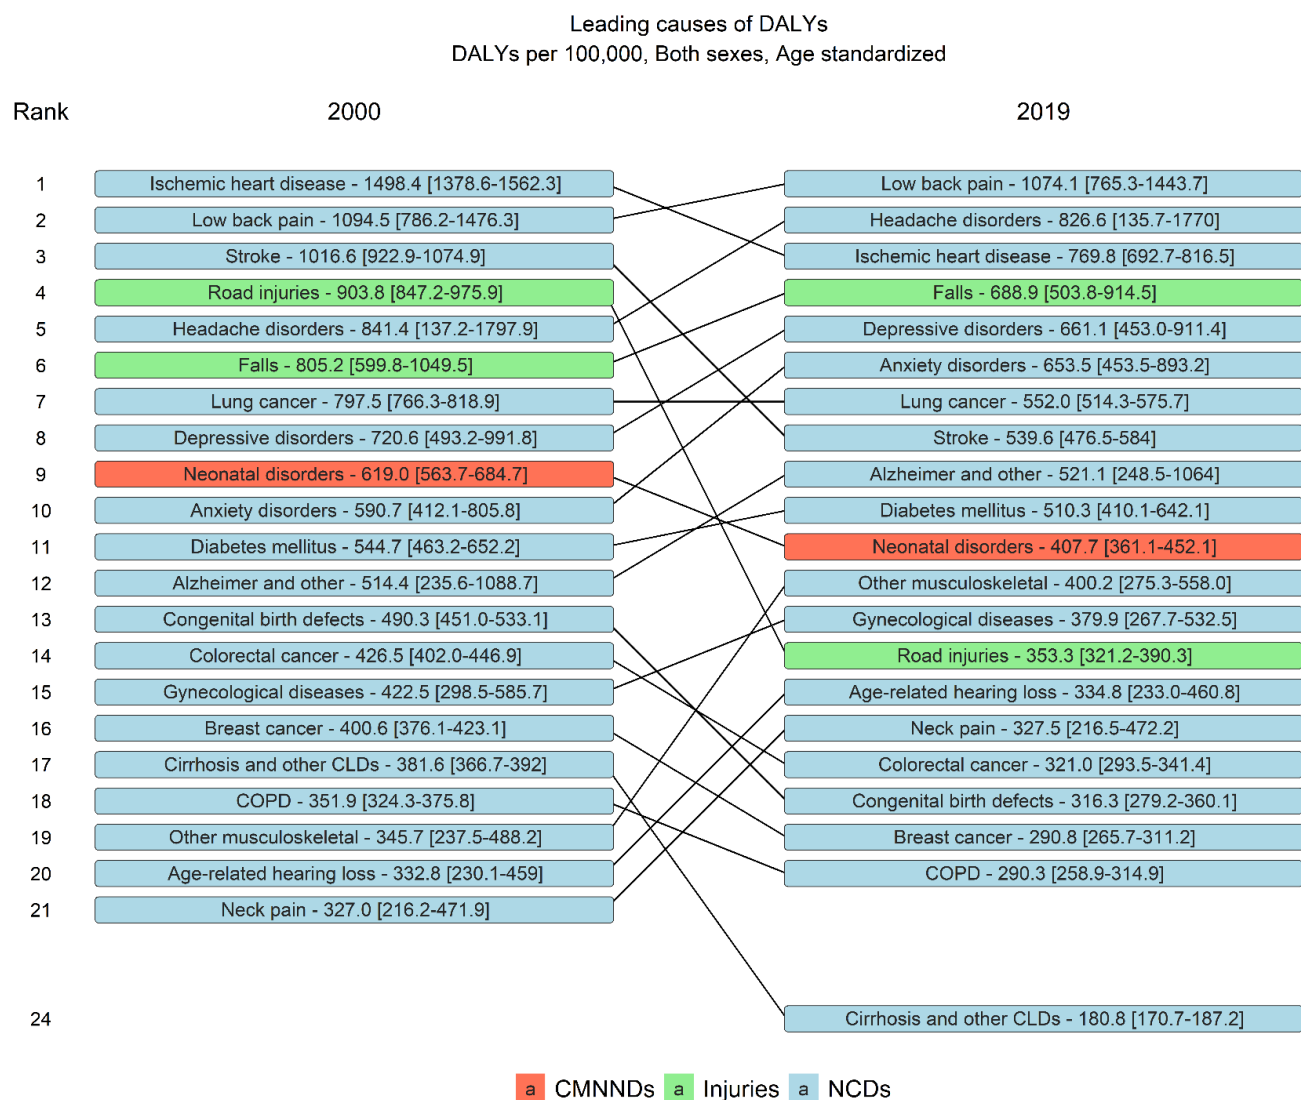 Leading causes of DALYs
DALYs per 100,000, Both sexes, Age standardized
Rank 2000 2019
1 Ischemic heart disease - 1498.4 [1378.6-1562.3] Low back pain - 1074.1 [765.3-1443.7]
2 Low back pain - 1094.5 [786.2-1476.3] Headache disorders - 826.6 [135.7-1770]
3 Stroke - 1016.6 [922.9-1074.9] Ischemic heart disease - 769.8 [692.7-816.5]
4 Road injuries - 903.8 [847.2-975.9] Falls - 688.9 [503.8-914.5]
5 Headache disorders - 841.4 [137.2-1797.9] Depressive disorders - 661.1 [453.0-911.4]
6 Falls - 805.2 [599.8-1049.5] Anxiety disorders - 653.5 [453.5-893.2]
7 Lung cancer - 797.5 [766.3-818.9] Lung cancer - 552.0 [514.3-575.7]
8 Depressive disorders - 720.6 [493.2-991.8] Stroke - 539.6 [476.5-584]
9 Neonatal disorders - 619.0 [563.7-684.7] Alzheimer and other - 521.1 [248.5-1064]
10 Anxiety disorders - 590.7 [412.1-805.8] Diabetes mellitus - 510.3 [410.1-642.1]
11 Diabetes mellitus - 544.7 [463.2-652.2] Neonatal disorders - 407.7 [361.1-452.1]
12 Alzheimer and other - 514.4 [235.6-1088.7] Other musculoskeletal - 400.2 [275.3-558.0]
13 Congenital birth defects - 490.3 [451.0-533.1] Gynecological diseases - 379.9 [267.7-532.5]
14 Colorectal cancer - 426.5 [402.0-446.9] Road injuries - 353.3 [321.2-390.3]
15 Gynecological diseases - 422.5 [298.5-585.7] Age-related hearing loss - 334.8 [233.0-460.8]
16 Breast cancer - 400.6 [376.1-423.1] Neck pain - 327.5 [216.5-472.2]
17 Cirrhosis and other CLDs - 381.6 [366.7-392] Colorectal cancer - 321.0 [293.5-341.4]
18 COPD - 351.9 [324.3-375.8] Congenital birth defects - 316.3 [279.2-360.1]
19 Other musculoskeletal - 345.7 [237.5-488.2] Breast cancer - 290.8 [265.7-311.2]
20 Age-related hearing loss - 332.8 [230.1-459] COPD - 290.3 [258.9-314.9]
21 Neck pain - 327.0 [216.2-471.9]
24 Cirrhosis and other CLDs - 180.8 [170.7-187.2]
a CMNNDs a Injuries a NCDs